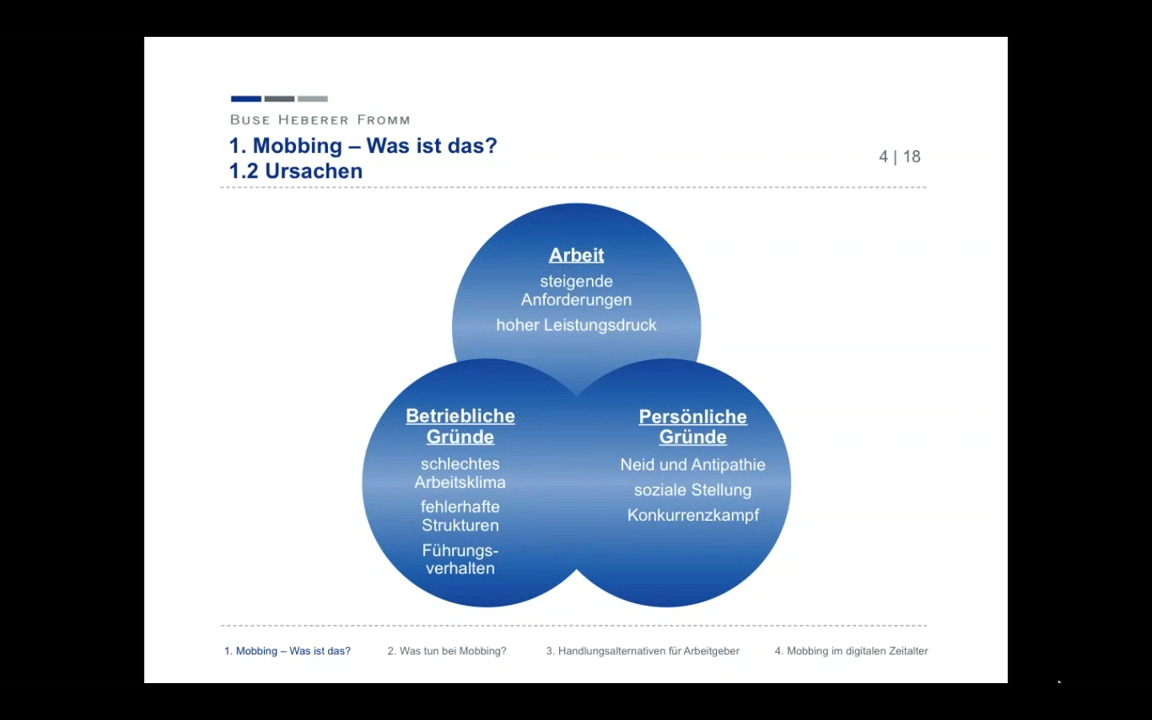 BUSE HEBERER FROMM
1. Mobbing – Was ist das?
1.2 Ursachen
4 | 18
Arbeit
steigende
Anforderungen
hoher Leistungsdruck
Betriebliche
Gründe
schlechtes
Arbeitsklima
fehlerhafte
Strukturen
Führungs-
verhalten
Persönliche
Gründe
Neid und Antipathie
soziale Stellung
Konkurrenzkampf
1. Mobbing – Was ist das?
2. Was tun bei Mobbing?
3. Handlungsalternativen für Arbeitgeber
4. Mobbing im digitalen Zeitalter